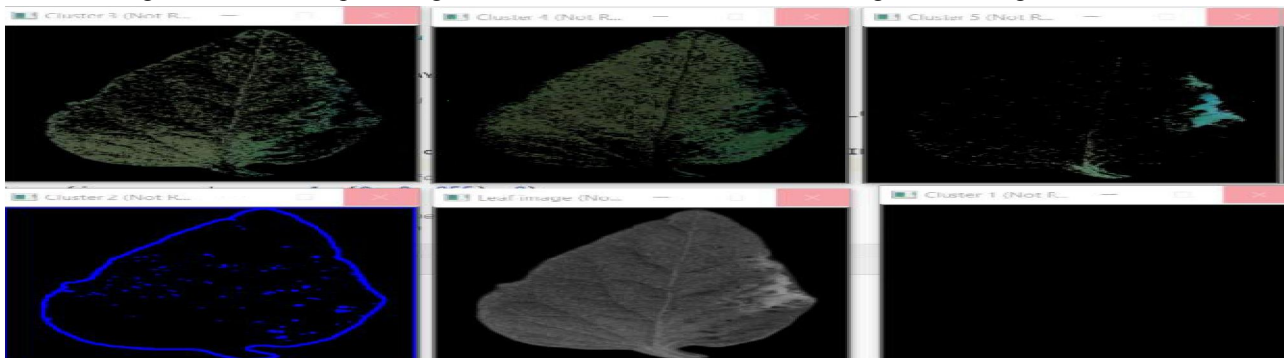 Cluster 3 (Not R...
Cluster 4 (Not R...
Cluster 5 (Not R...
Cluster 2 (Not R...
Leaf image (No...
Cluster 1 (Not F...